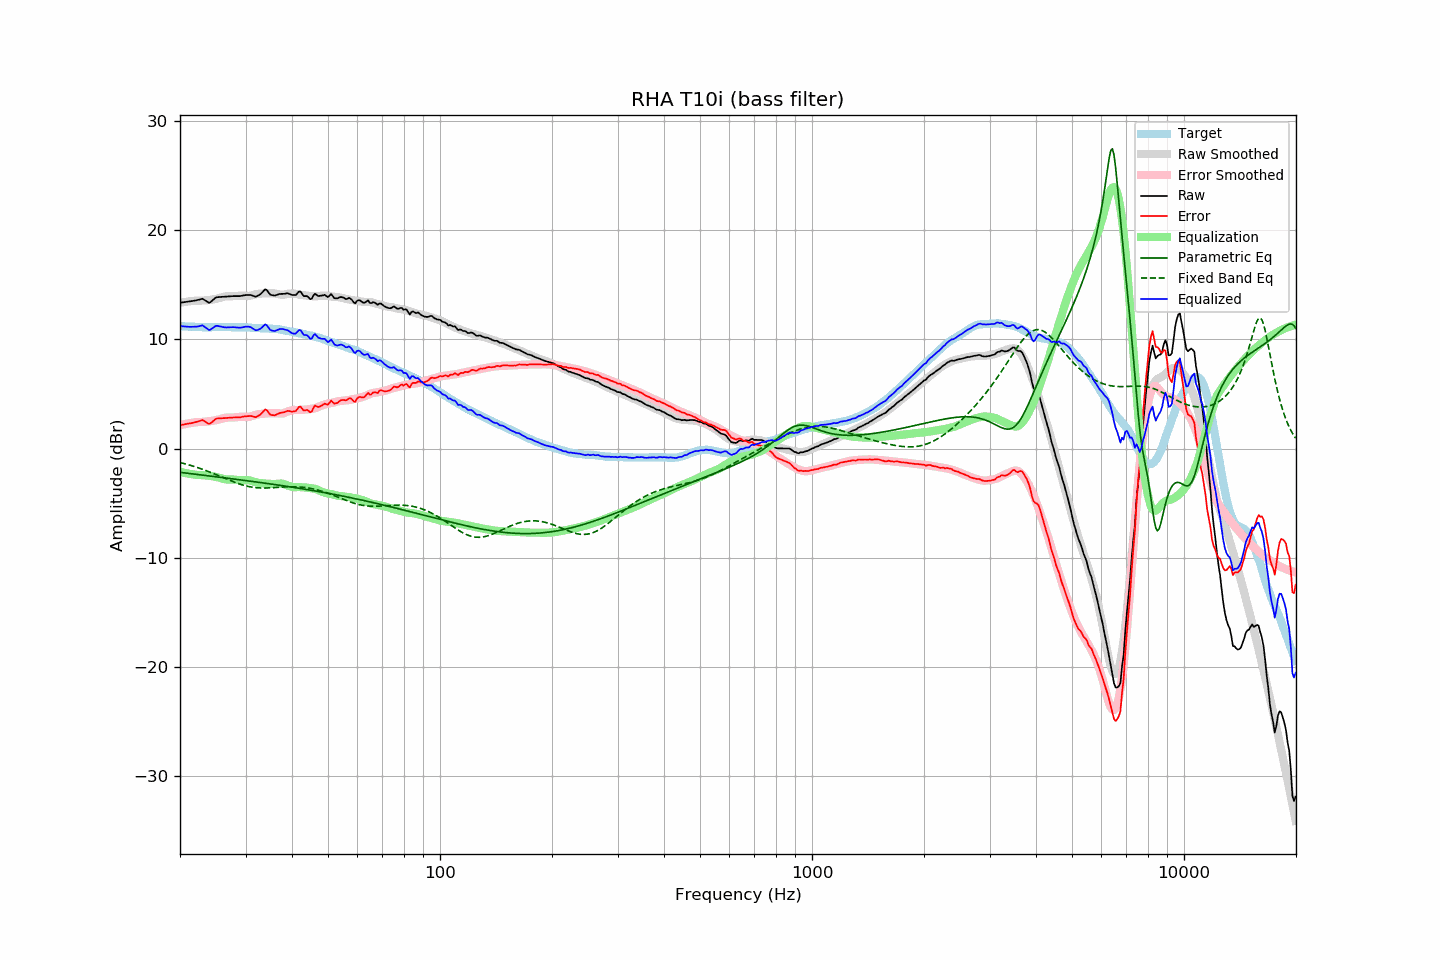 RHA T10i (bass filter)
30
20
10
0
−10
−20
−30
Amplitude (dBr)
Target
Raw Smoothed
Error Smoothed
Raw
Error
Equalization
Parametric Eq
Fixed Band Eq
Equalized
100
1000
10000
Frequency (Hz)